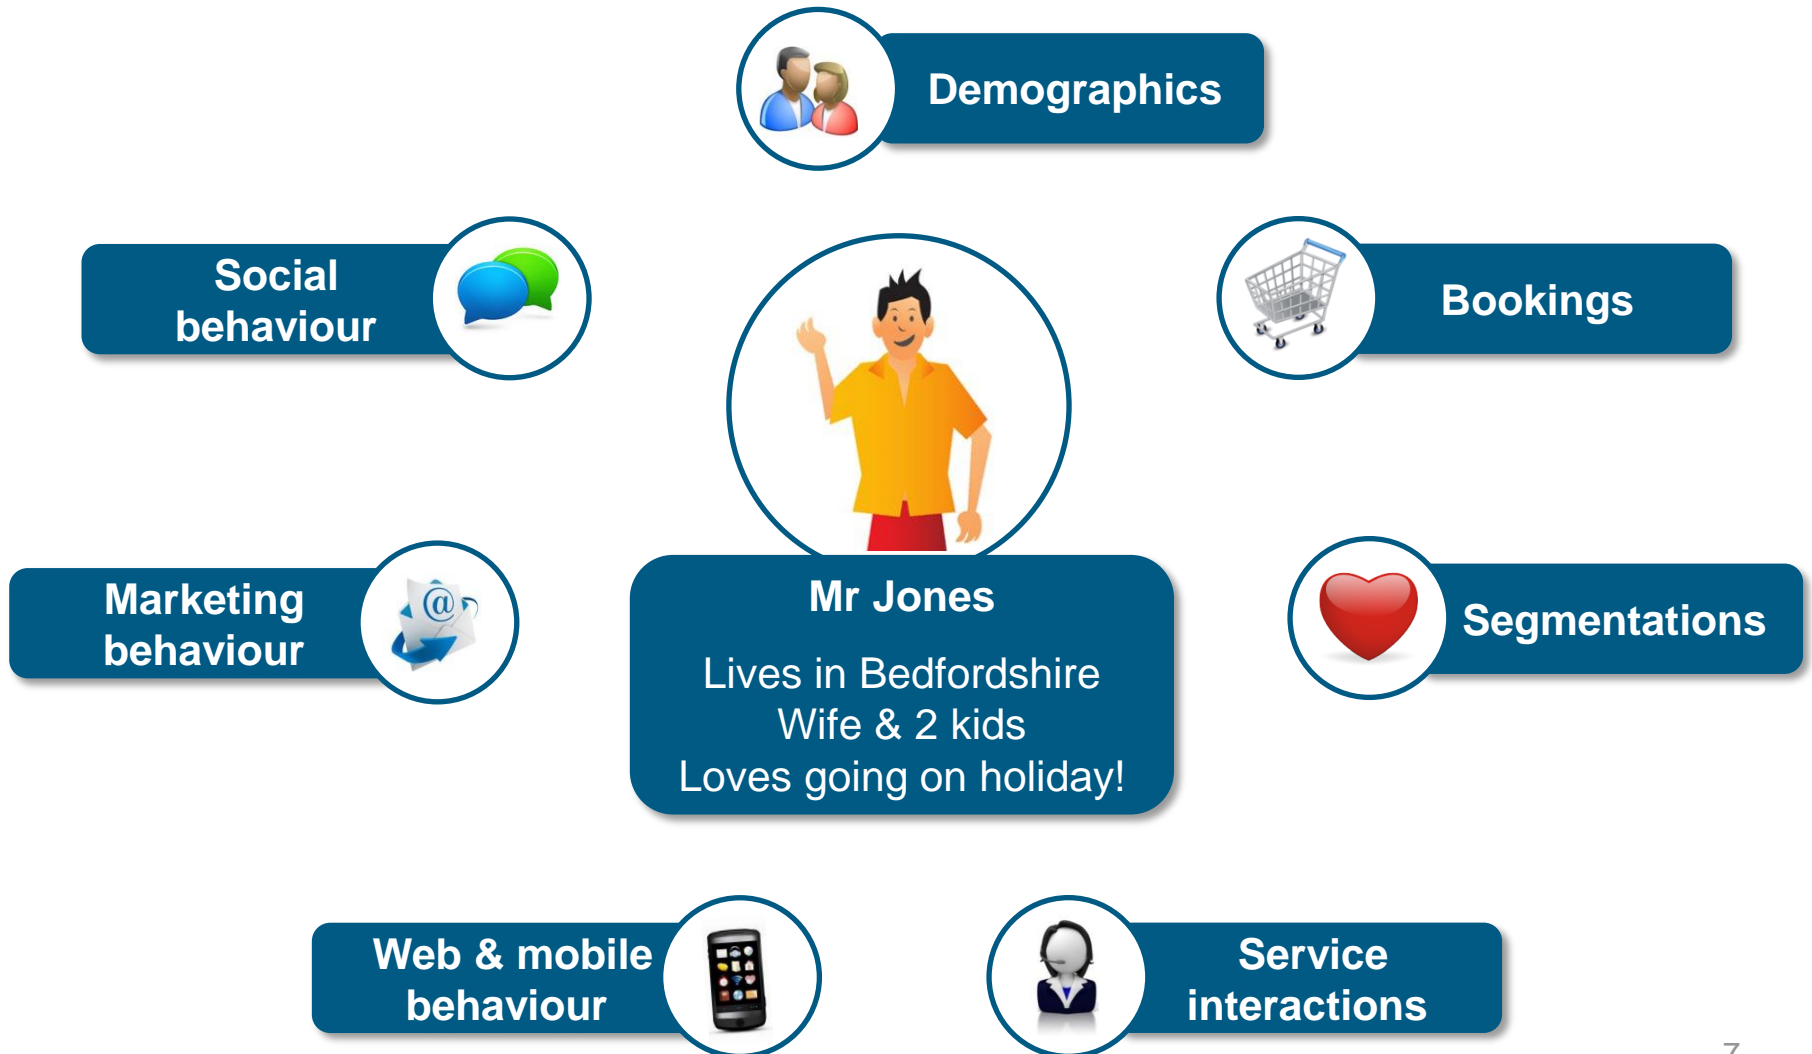 Demographics
Social
behaviour
Bookings
Marketing
behaviour
Mr Jones
Lives in Bedfordshire
Wife & 2 kids
Loves going on holiday!
Segmentations
Web & mobile
behaviour
Service
interactions
7